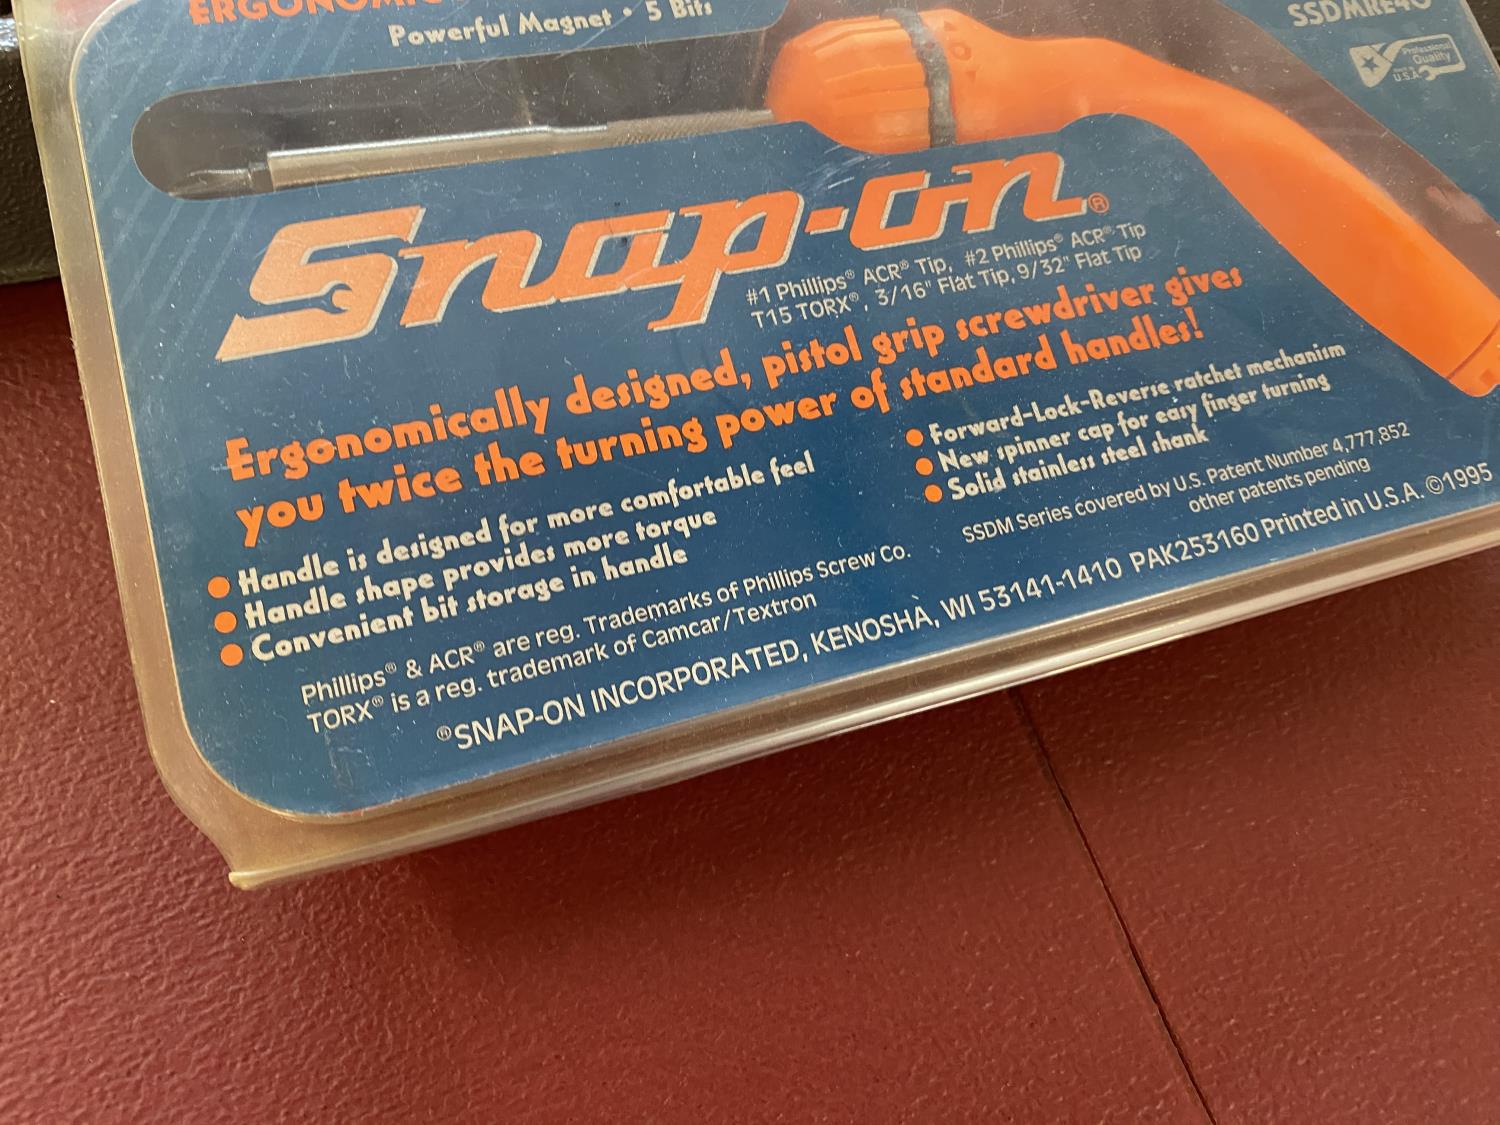 ERGONOMIC
Powerful Magnet • 5 Bits
Professional
Quality
U.S.A.
Snap-on®
#1 Phillips® ACR® Tip, #2 Phillips® ACR® Tip
T15 TORX®, 3/16" Flat Tip, 9/32" Flat Tip
Ergonomically designed, pistol grip screwdriver gives
you twice the turning power of standard handles!
• Handle is designed for more comfortable feel
• Handle shape provides more torque
• Convenient bit storage in handle
• Forward-Lock-Reverse ratchet mechanism
• New spinner cap for easy finger turning
• Solid stainless steel shank
SSDM Series covered by U.S. Patent Number 4,777,852
other patents pending
Phillips® & ACR® are reg. Trademarks of Phillips Screw Co.
TORX® is a reg. trademark of Camcar/Textron
®SNAP-ON INCORPORATED, KENOSHA, WI 53141-1410 PAK253160 Printed in U.S.A. ©1995